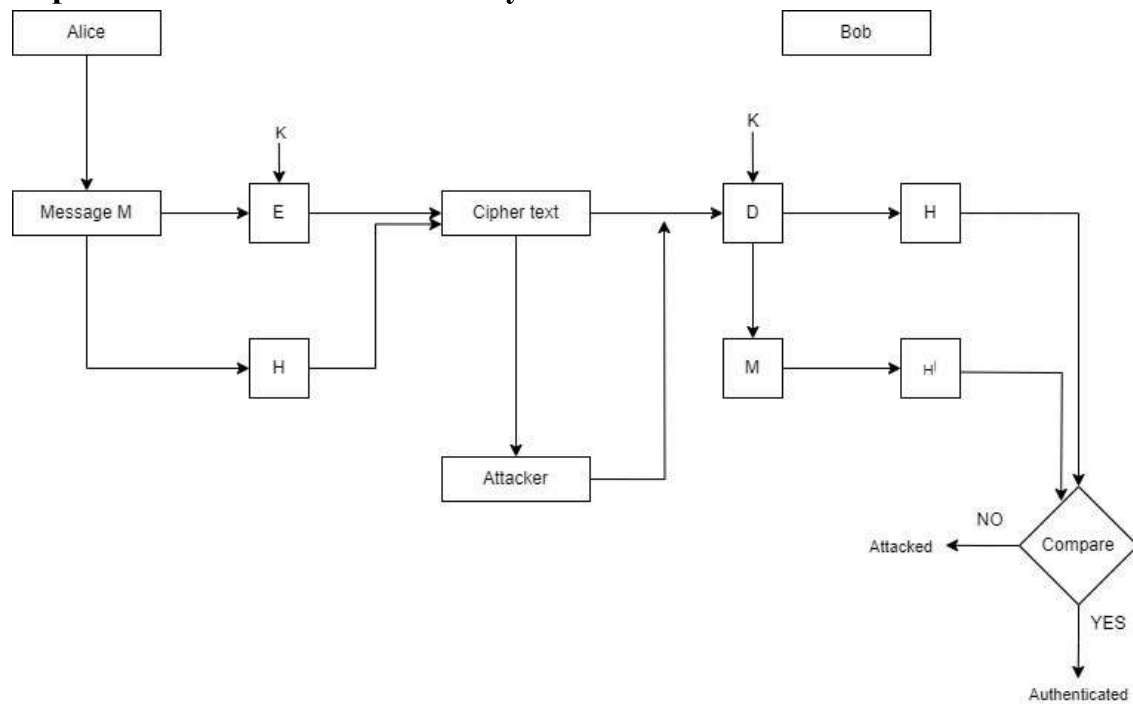 Alice
Bob
K
K
Message M
E
Cipher text
D
H
H
M
H|
Attacker
NO
Attacked
Compare
YES
Authenticated